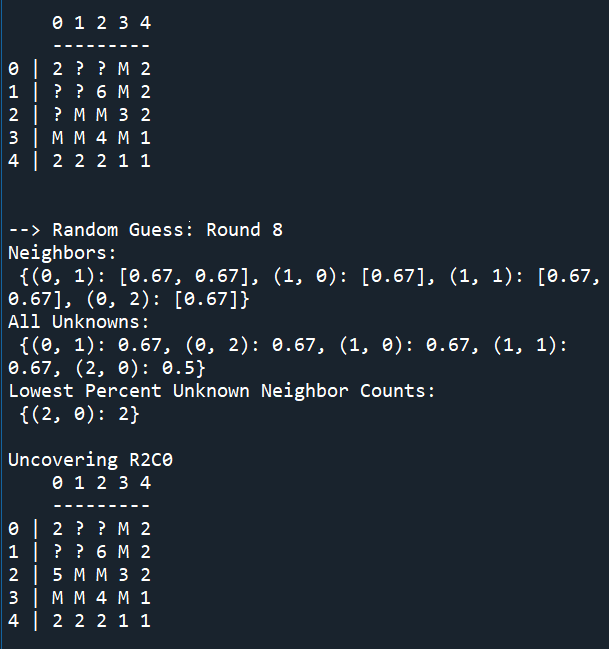 0 1 2 3 4
---------
0 | 2 ? ? M 2
1 | ? ? 6 M 2
2 | ? M M 3 2
3 | M M 4 M 1
4 | 2 2 2 1 1
--> Random Guess: Round 8
Neighbors:
{(0, 1): [0.67, 0.67], (1, 0): [0.67], (1, 1): [0.67,
0.67], (0, 2): [0.67]}
All Unknowns:
{(0, 1): 0.67, (0, 2): 0.67, (1, 0): 0.67, (1, 1):
0.67, (2, 0): 0.5}
Lowest Percent Unknown Neighbor Counts:
{(2, 0): 2}
Uncovering R2C0
0 1 2 3 4
---------
0 | 2 ? ? M 2
1 | ? ? 6 M 2
2 | 5 M M 3 2
3 | M M 4 M 1
4 | 2 2 2 1 1